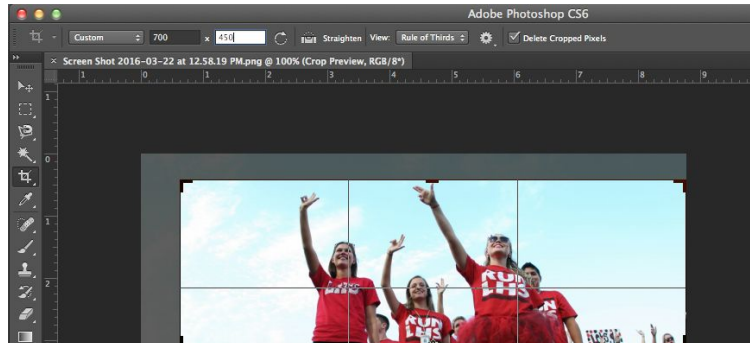 Adobe Photoshop CS6
Custom 700 x 450 Straighten View: Rule of Thirds Delete Cropped Pixels
× Screen Shot 2016-03-22 at 12.58.19 PM.png @ 100% (Crop Preview, RGB/8*)
1 0 1 2 3 4 5 6 7 8 9
1
0
1
2
LHS
RUN
LHS
RUN
LHS